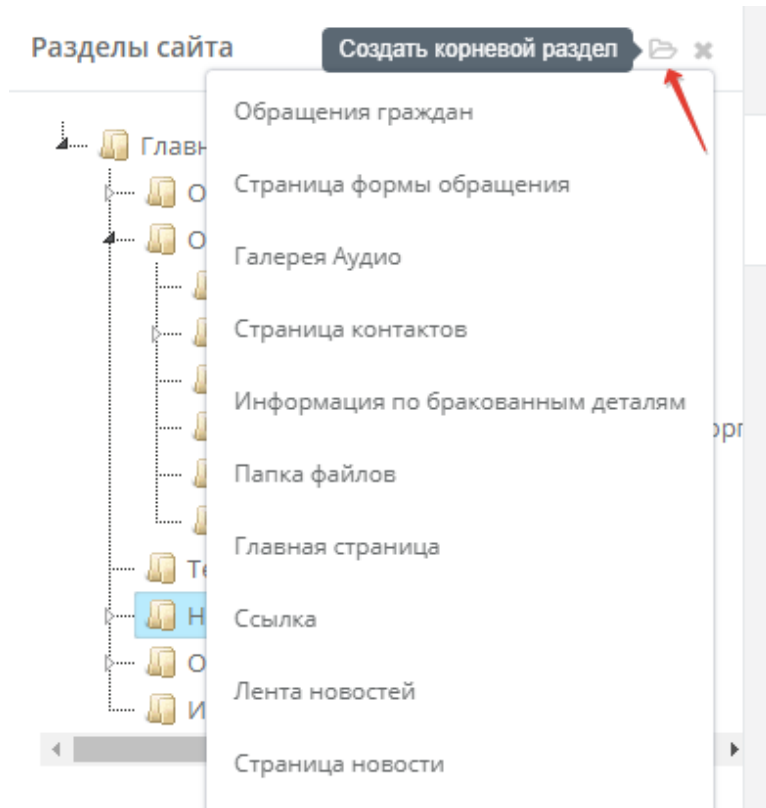 Разделы сайта
Создать корневой раздел
Обращения граждан
Страница формы обращения
Галерея Аудио
Страница контактов
Информация по бракованным деталям
Папка файлов
Главная страница
Ссылка
Лента новостей
Страница новости